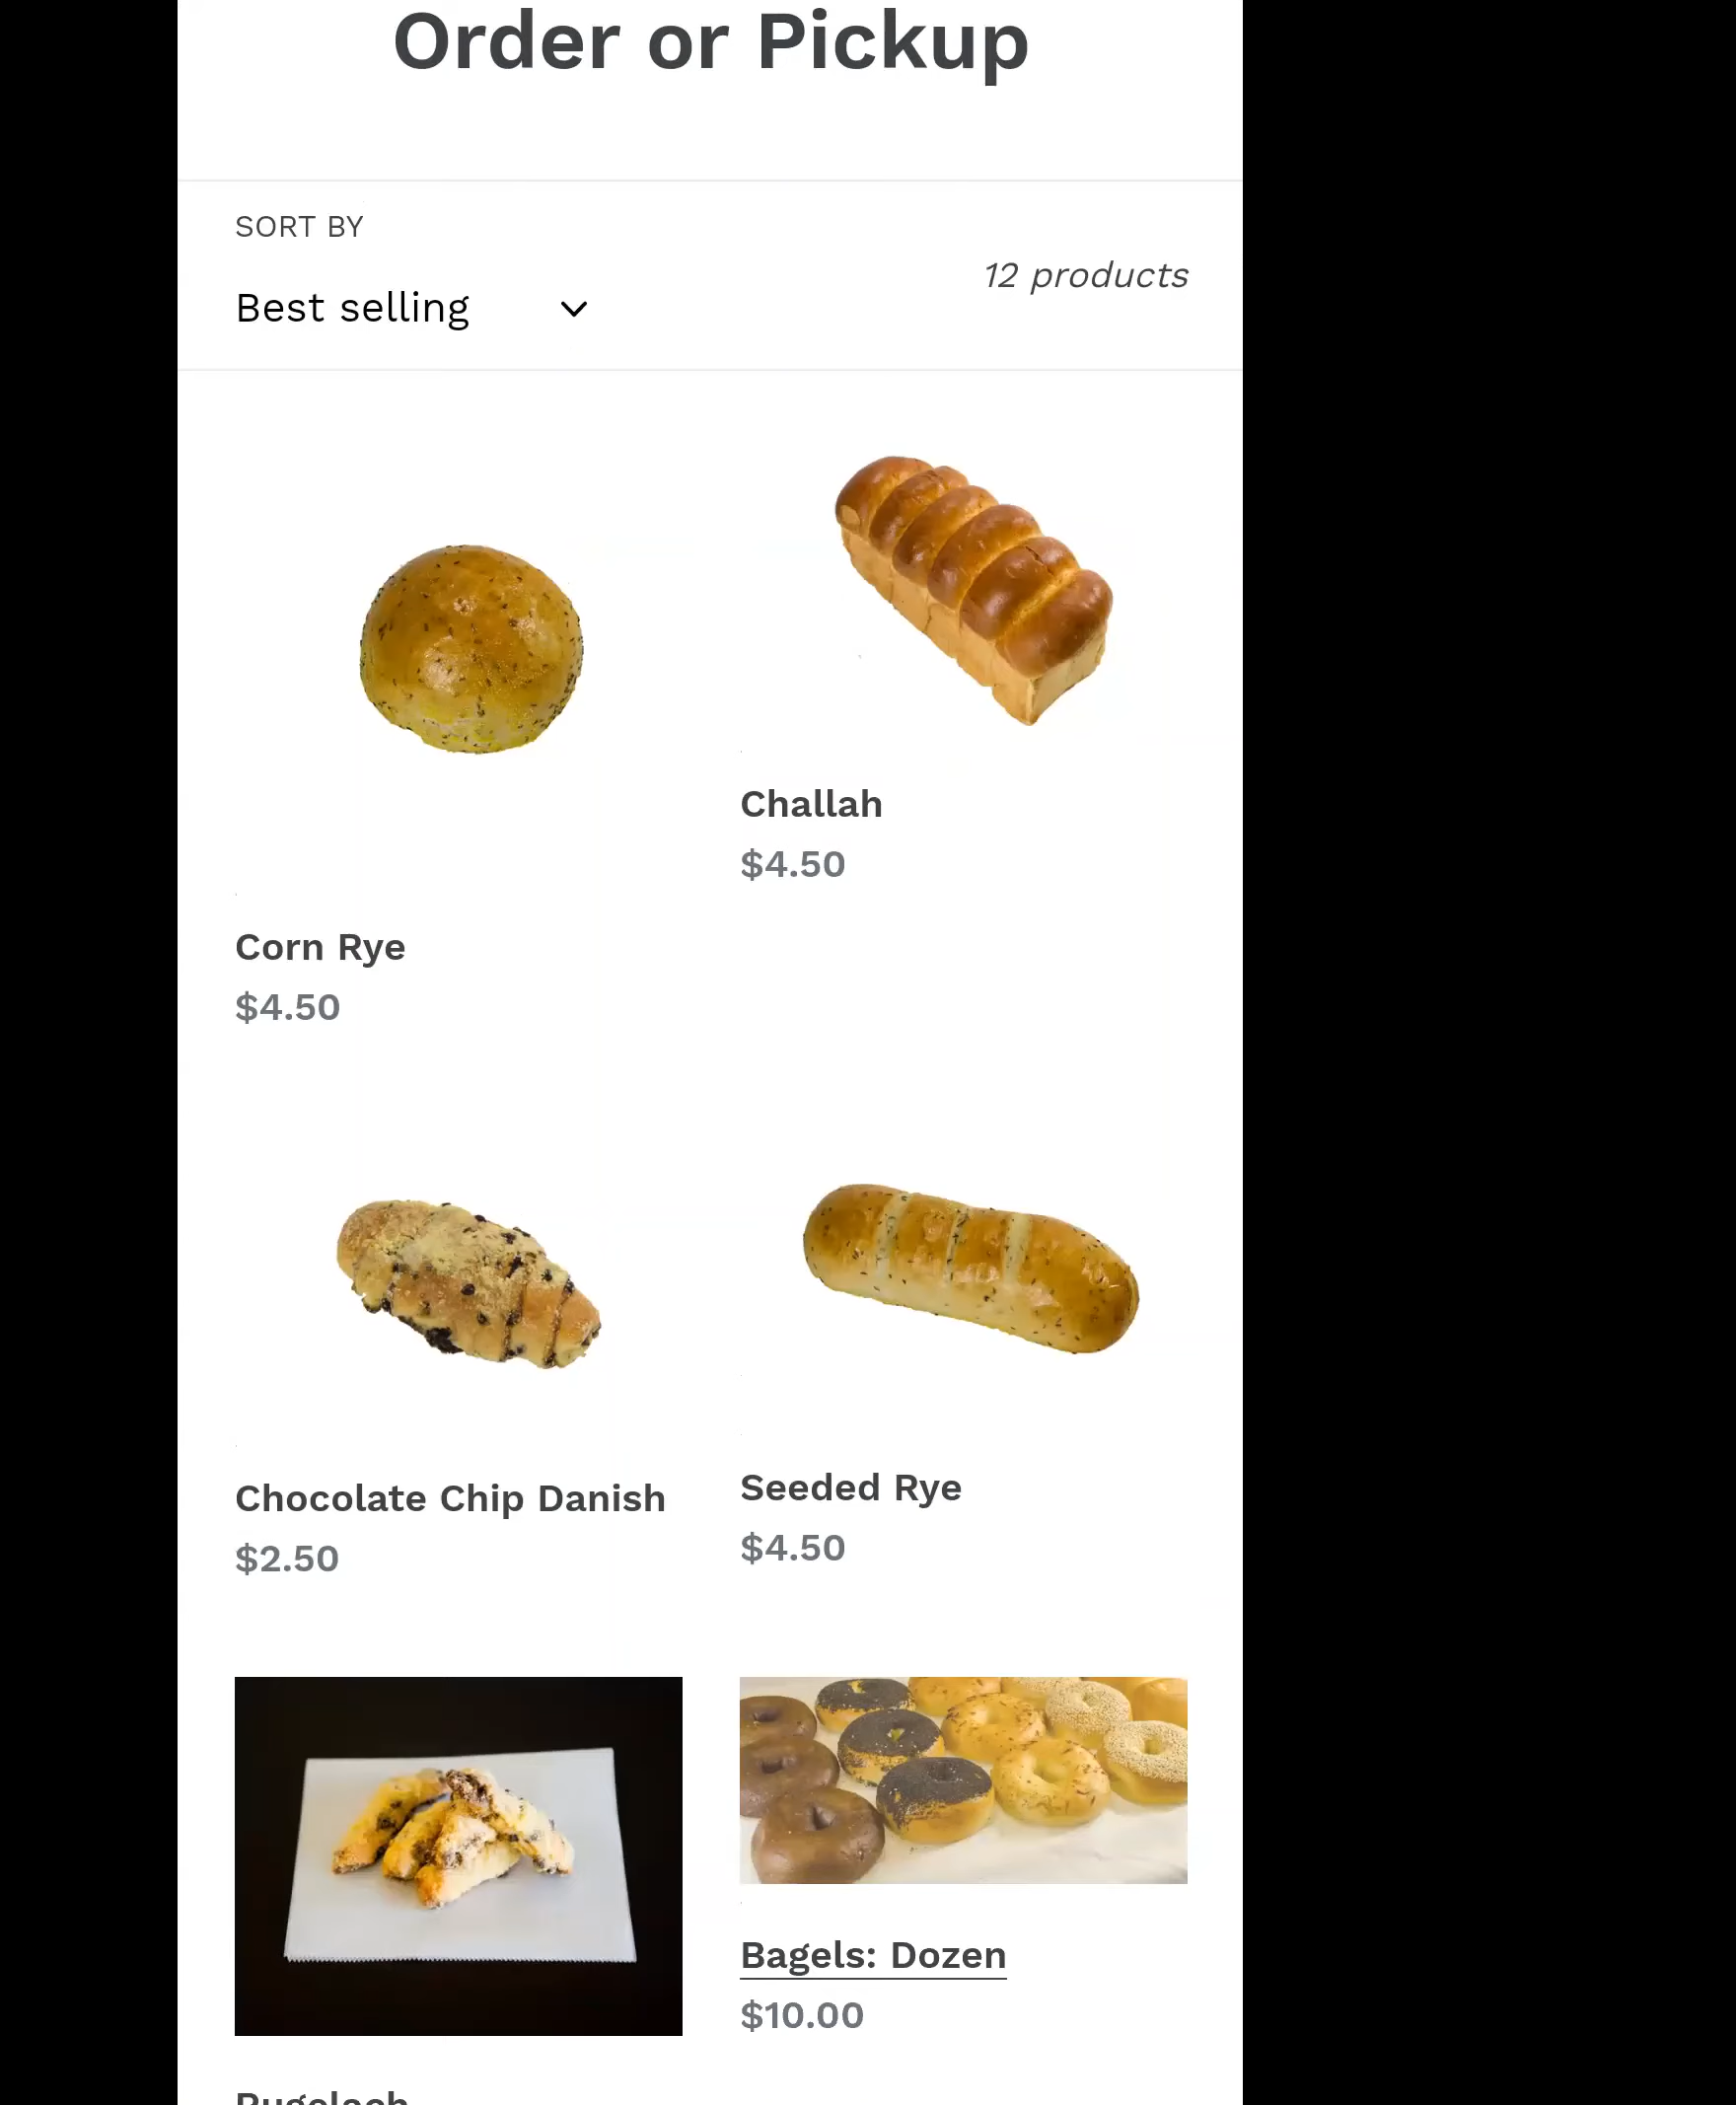 Order or Pickup
SORT BY
Best selling
12 products
Challah
$4.50
Corn Rye
$4.50
Chocolate Chip Danish
$2.50
Seeded Rye
$4.50
Bagels: Dozen
$10.00
Rugelach